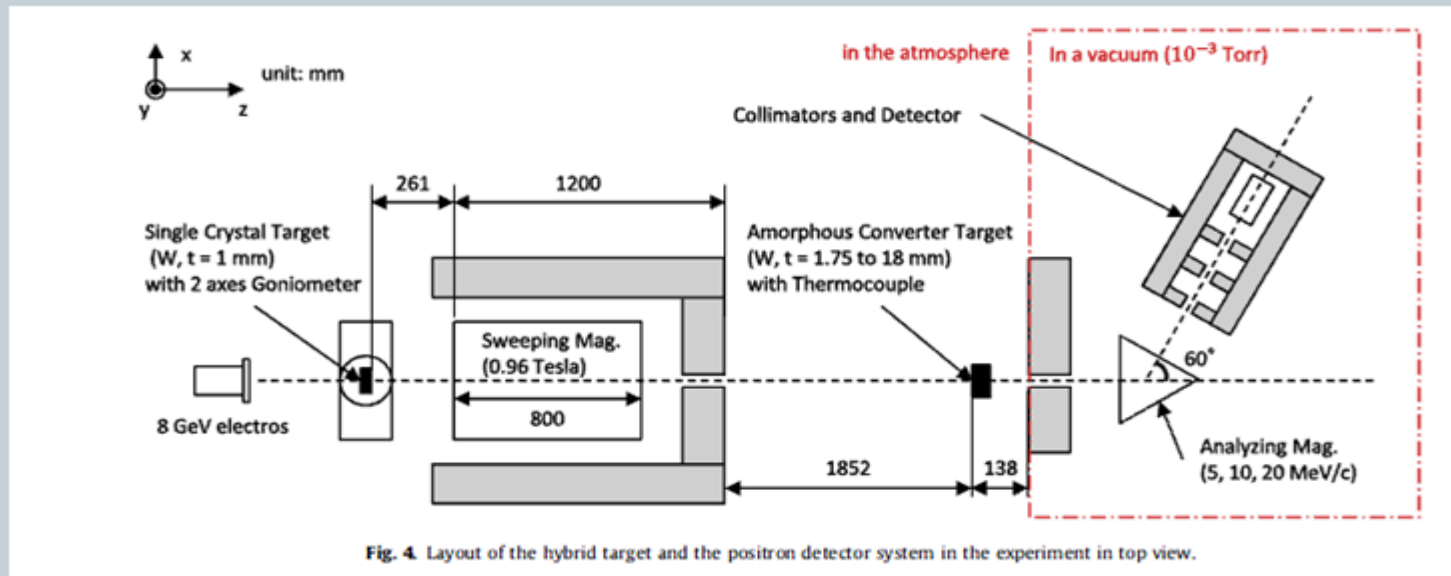 x
unit: mm
y
z
in the atmosphere
In a vacuum (10⁻³ Torr)
Collimators and Detector
261
1200
Single Crystal Target
(W, t = 1 mm)
with 2 axes Goniometer
Amorphous Converter Target
(W, t = 1.75 to 18 mm)
with Thermocouple
Sweeping Mag.
(0.96 Tesla)
60°
800
8 GeV electros
1852
138
Analyzing Mag.
(5, 10, 20 MeV/c)
Fig. 4. Layout of the hybrid target and the positron detector system in the experiment in top view.